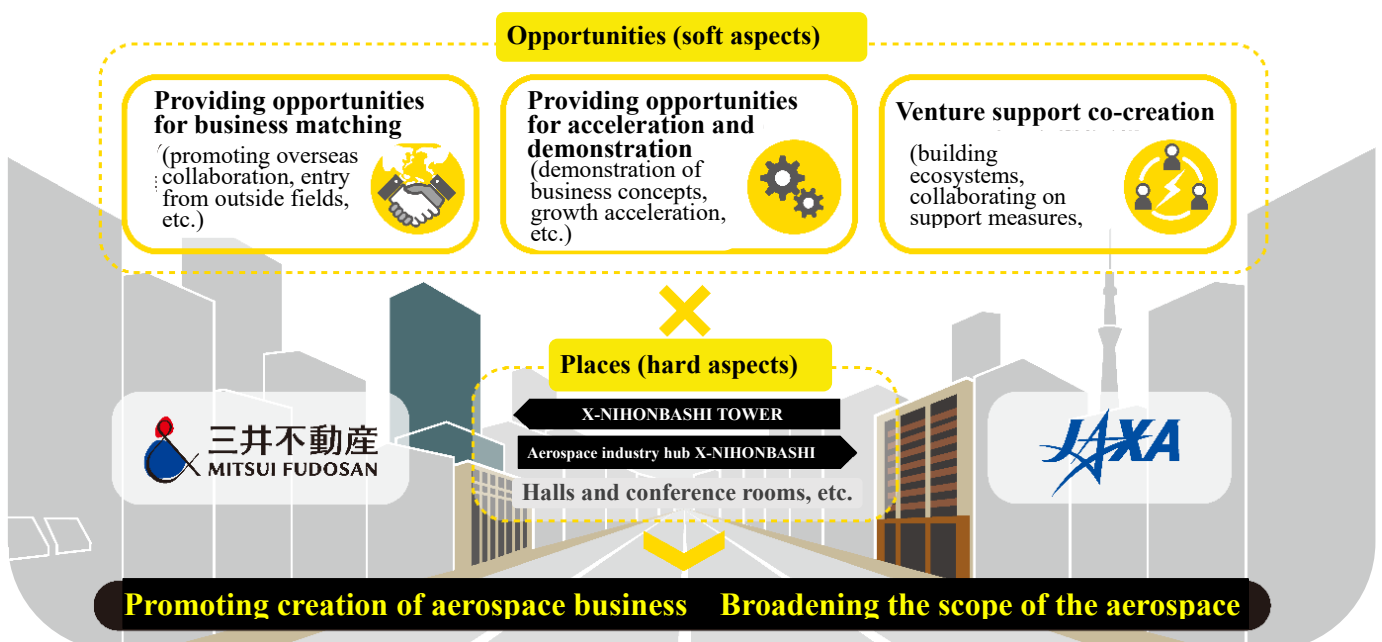 Opportunities (soft aspects)
Providing opportunities
for business matching
(promoting overseas
collaboration, entry
from outside fields,
etc.)
Providing opportunities
for acceleration and
demonstration
(demonstration of
business concepts,
growth acceleration,
etc.)
Venture support co-creation
(building
ecosystems,
collaborating on
support measures,
Places (hard aspects)
X-NIHONBASHI TOWER
Aerospace industry hub X-NIHONBASHI
Halls and conference rooms, etc.
三井不動産
MITSUI FUDOSAN
JAXA
Promoting creation of aerospace business Broadening the scope of the aerospace